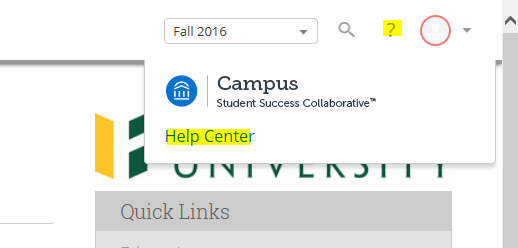 Fall 2016
?
Campus
Student Success Collaborative™
Help Center
UNIVERSITY
Quick Links